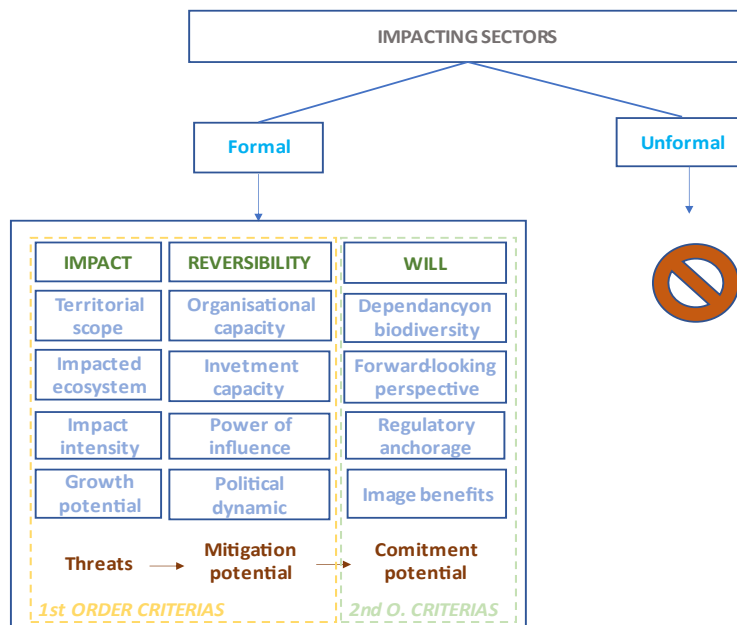 IMPACTING SECTORS
Formal
Unformal
IMPACT
REVERSIBILITY
WILL
Territorial
scope
Organisational
capacity
Dependancyon
biodiversity
Impacted
ecosystem
Invetment
capacity
Forward-looking
perspective
Impact
intensity
Power of
influence
Regulatory
anchorage
Growth
potential
Political
dynamic
Image benefits
Threats
Mitigation
potential
Comitment
potential
1st ORDER CRITERIAS
2nd O. CRITERIAS